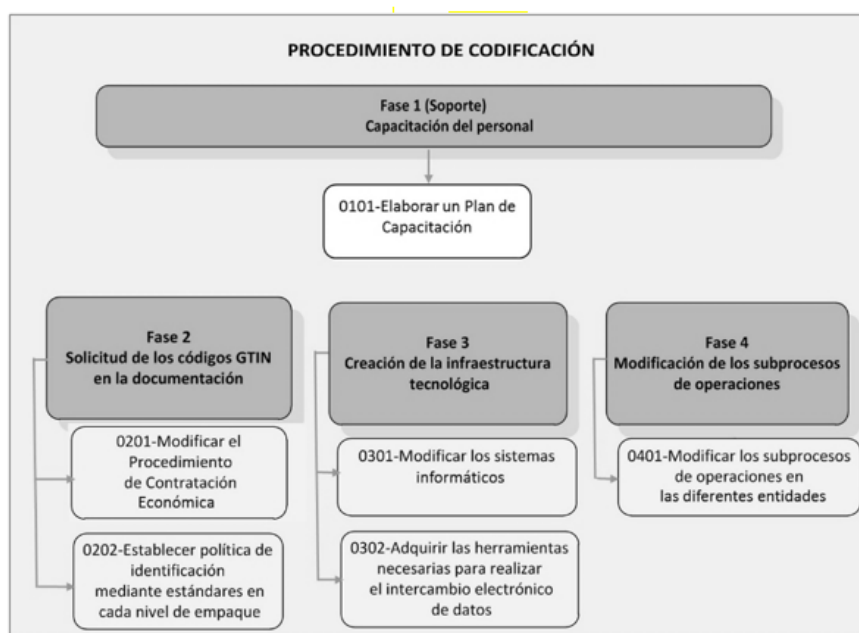 PROCEDIMIENTO DE CODIFICACIÓN
Fase 1 (Soporte)
Capacitación del personal
0101-Elaborar un Plan de
Capacitación
Fase 2
Solicitud de los códigos GTIN
en la documentación
0201-Modificar el
Procedimiento
de Contratación
Económica
0202-Establecer política de
identificación
mediante estándares en
cada nivel de empaque
Fase 3
Creación de la infraestructura
tecnológica
0301-Modificar los sistemas
informáticos
0302-Adquirir las herramientas
necesarias para realizar
el intercambio electrónico
de datos
Fase 4
Modificación de los subprocesos
de operaciones
0401-Modificar los subprocesos
de operaciones en
las diferentes entidades